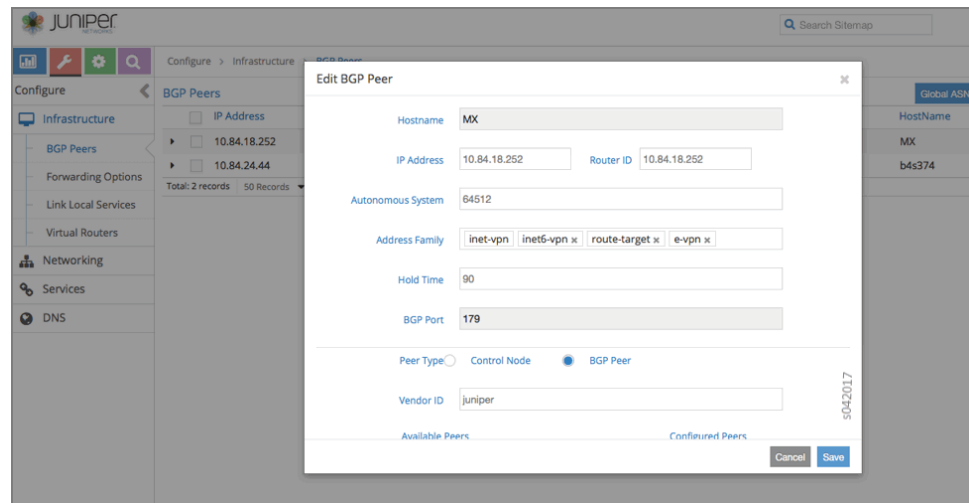 JUNIPER
NETWORKS
Search Sitemap
Configure > Infrastructure > BGP Peers
Configure
Infrastructure
BGP Peers
Forwarding Options
Link Local Services
Virtual Routers
Networking
Services
DNS
BGP Peers
Global ASN
IP Address
HostName
10.84.18.252
MX
10.84.24.44
b4s374
Total: 2 records 50 Records
Edit BGP Peer
Hostname MX
IP Address 10.84.18.252 Router ID 10.84.18.252
Autonomous System 64512
Address Family inet-vpn inet6-vpn x route-target x e-vpn x
Hold Time 90
BGP Port 179
Peer Type Control Node BGP Peer
Vendor ID juniper
Available Peers Configured Peers
Cancel Save
s042017